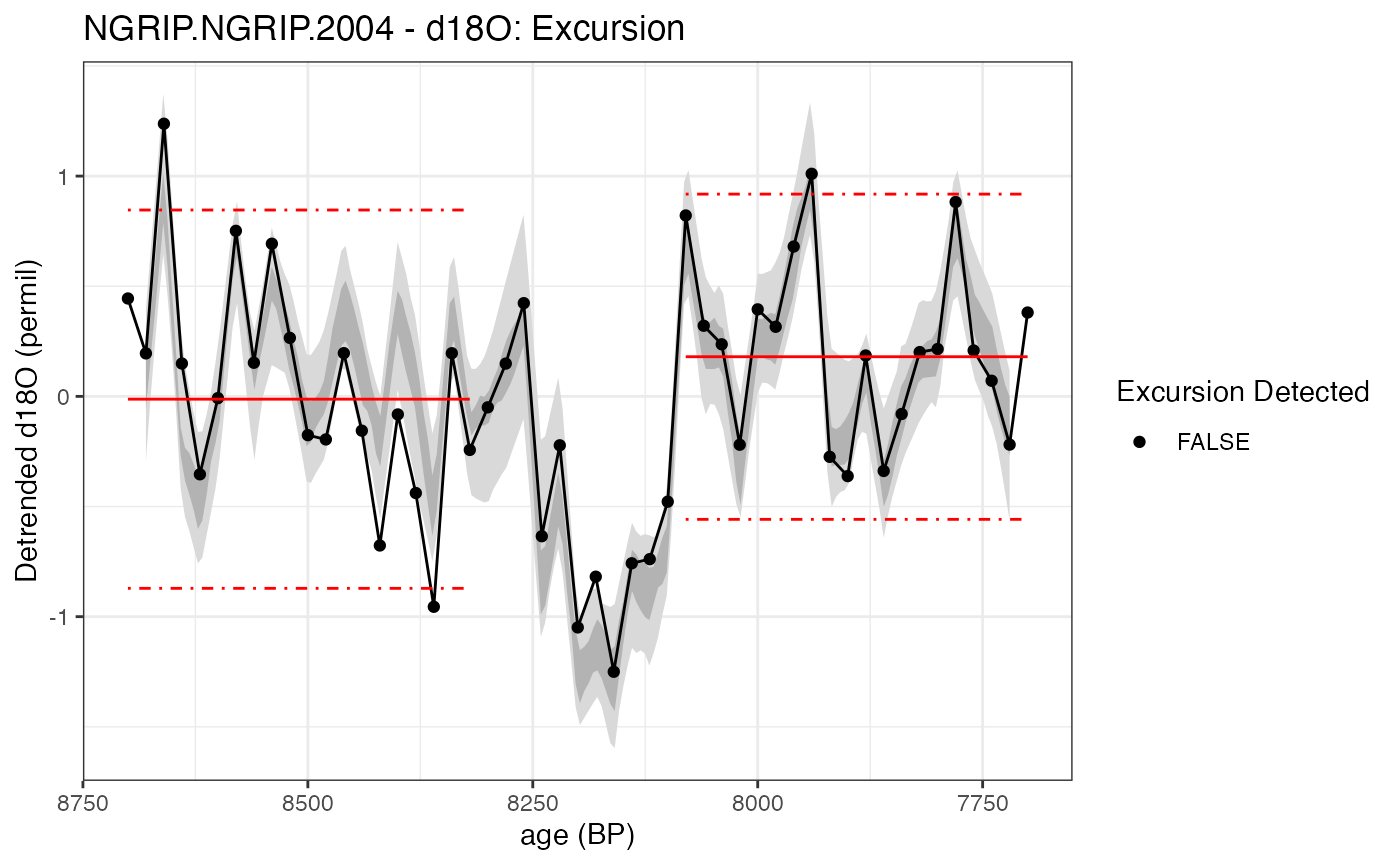 NGRIP.NGRIP.2004 - d18O: Excursion
Detrended d18O (permil)
1
0
-1
8750
8500
8250
8000
7750
age (BP)
Excursion Detected
FALSE